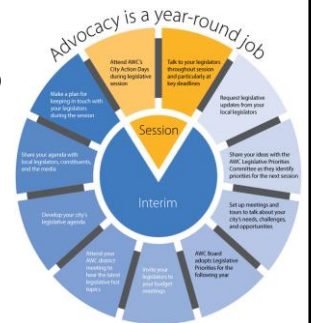 Advocacy is a year-round job
Attend AWC's
City Action Days
during legislative
session
Talk to your legislators
throughout session
and particularly at
key deadlines
Request legislative
updates from your
local legislators
Share your ideas with the
AWC Legislative Priorities
Committee as they identify
priorities for the next session
Set up meetings and
tours to talk about your
city's needs, challenges,
and opportunities
AWC Board
adopts Legislative
Priorities for the
following year
Invite your
legislators to
your budget
meetings
Attend your
AWC district
meeting to
hear the latest
legislative hot
topics
Develop your city's
legislative agenda
Share your agenda with
local legislators, constituents,
and the media
Make a plan for
keeping in touch with
your legislators
during the session
Session
Interim